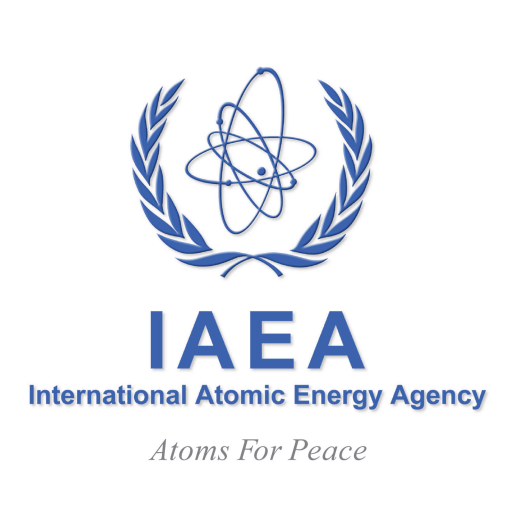 IAEA
International Atomic Energy Agency
Atoms For Peace